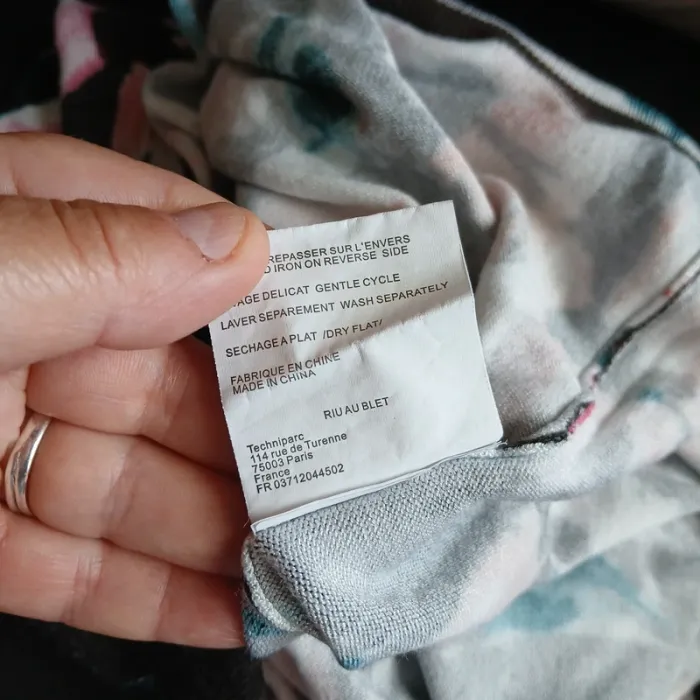 REPASSER SUR L'ENVERS
IRON ON REVERSE SIDE
DELICAT GENTLE CYCLE
LAVER SEPAREMENT WASH SEPARATELY
SECHAGE A PLAT /DRY FLAT/
FABRIQUE EN CHINE
MADE IN CHINA
RIU AU BLET
Techniparc
114 rue de Turenne
75003 Paris
France
FR 03712044502